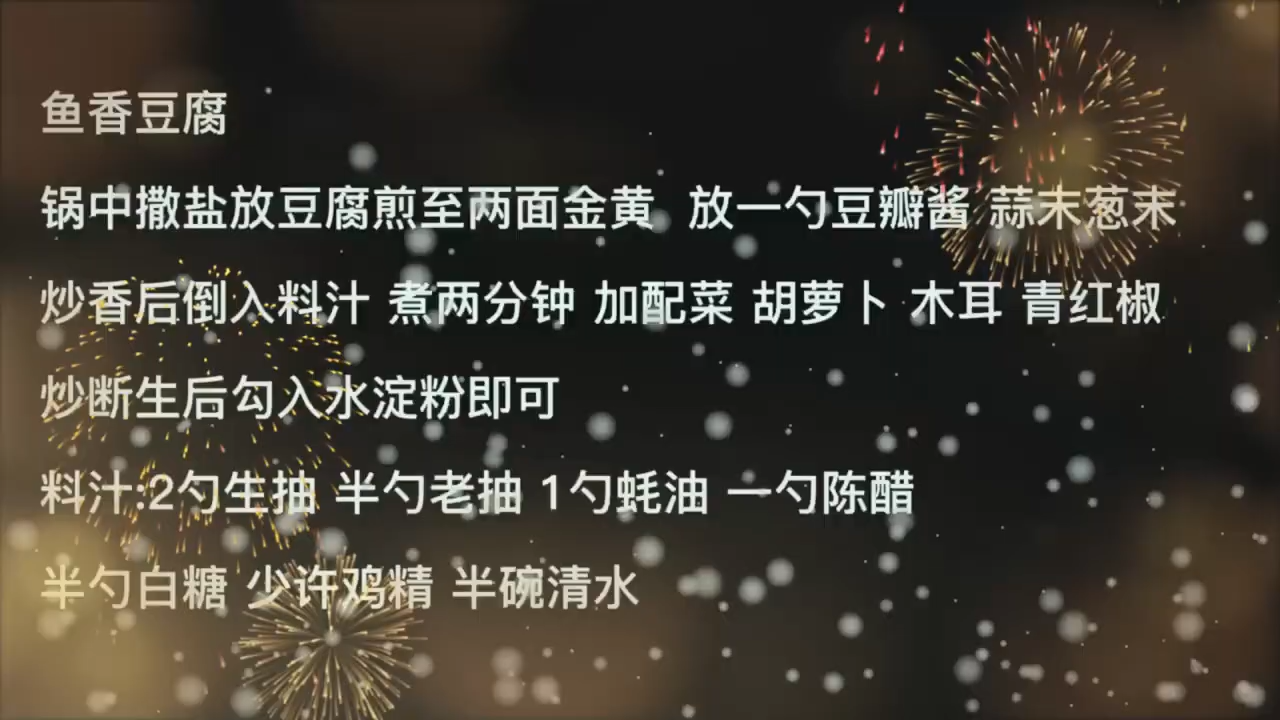 鱼香豆腐
锅中撒盐放豆腐煎至两面金黄 放一勺豆瓣酱 蒜末葱末
炒香后倒入料汁 煮两分钟 加配菜 胡萝卜 木耳 青红椒
炒断生后勾入水淀粉即可
料汁:2勺生抽 半勺老抽 1勺蚝油 一勺陈醋
半勺白糖 少许鸡精 半碗清水